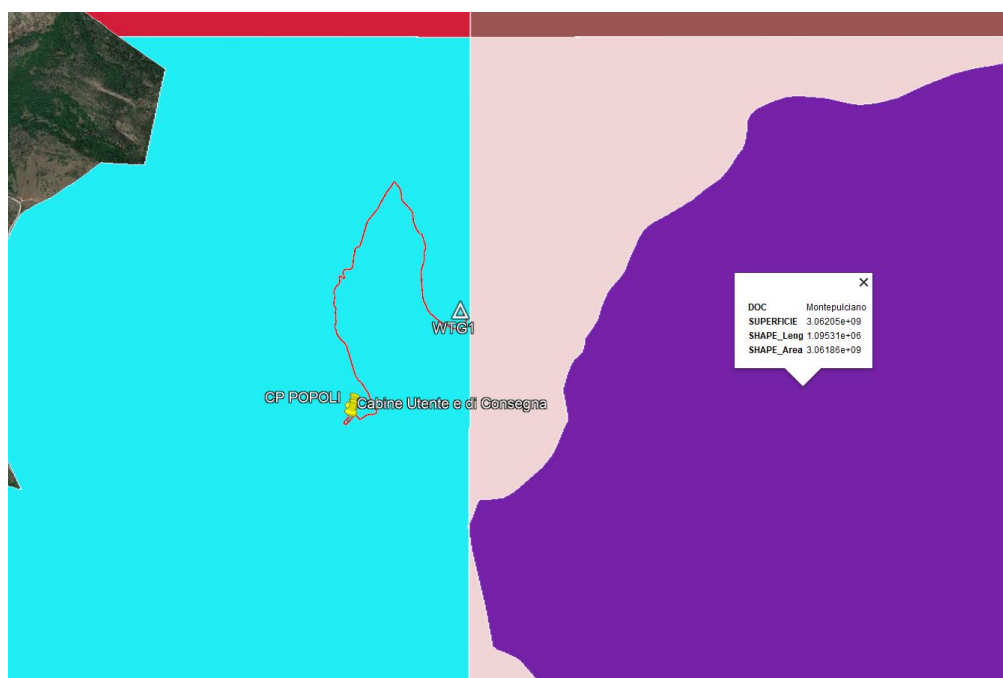 DOC Montepulciano
SUPERFICIE 3.06205e+09
SHAPE_Leng 1.09531e+06
SHAPE_Area 3.06186e+09
WTG1
CP POPOLI Cabine Utente e di Consegna